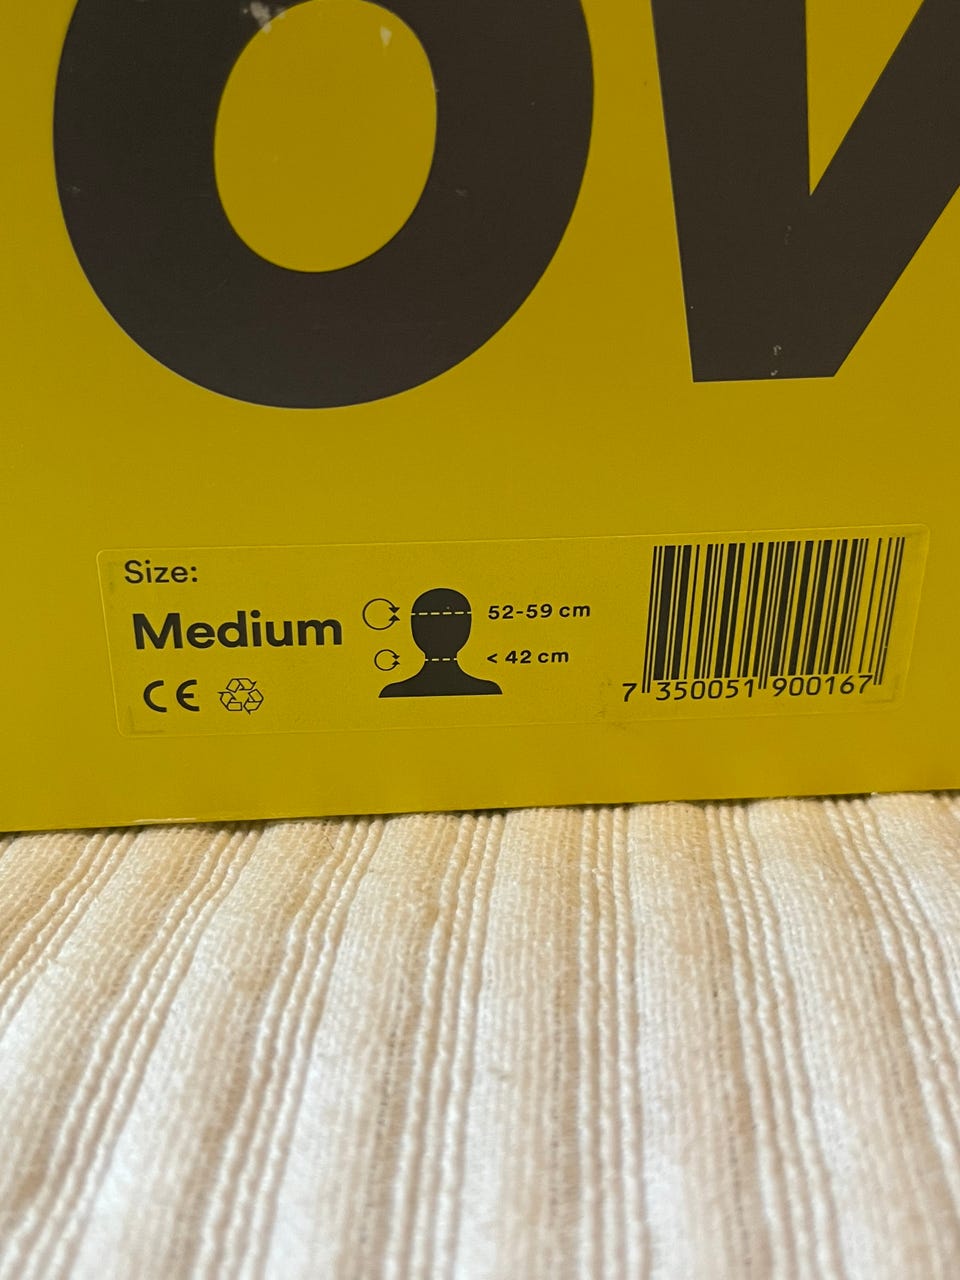 ov
Size:
Medium
52-59 cm
< 42 cm
CE
7 350051 900167